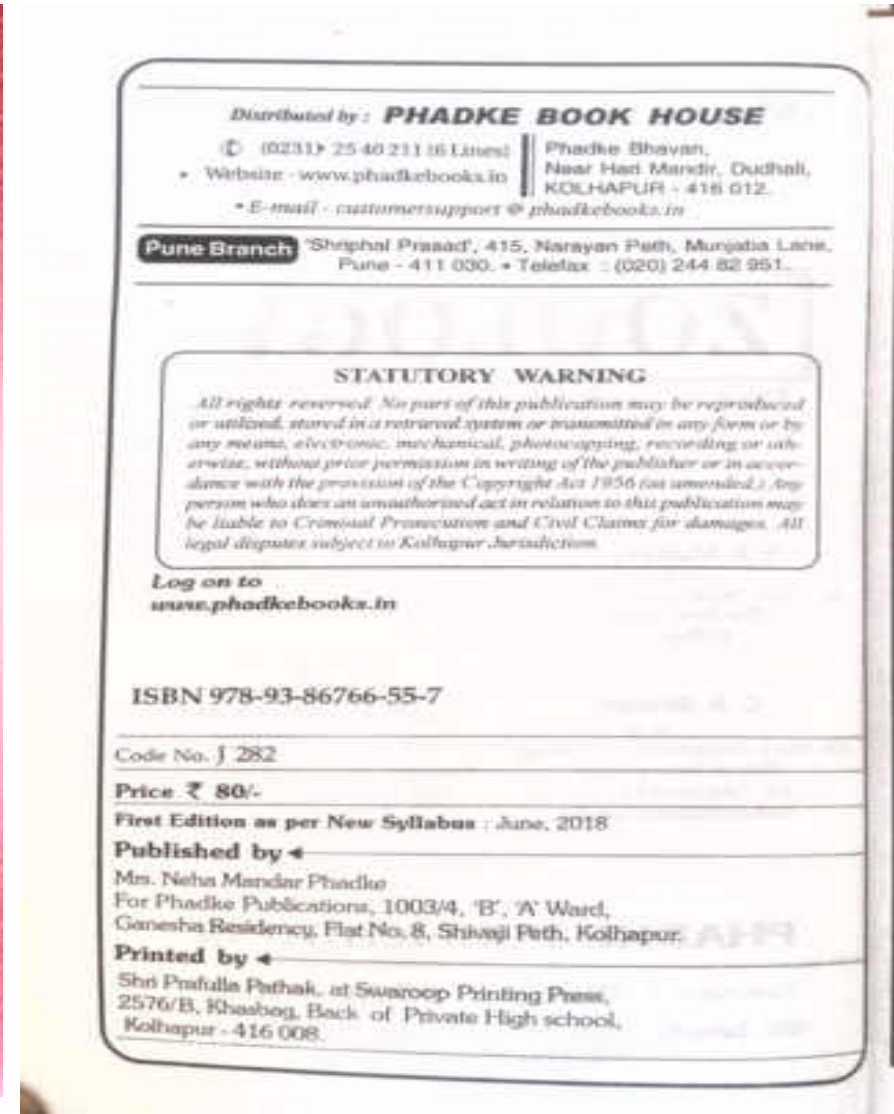 Distributed by : PHADKE BOOK HOUSE
✆ (0231) 25 40 211 (6 Lines)
• Website - www.phadkebooks.in
Phadke Bhavan,
Near Hari Mandir, Dudhali,
KOLHAPUR - 416 012.
• E-mail - customersupport @ phadkebooks.in
Pune Branch 'Shriphal Prasad', 415, Narayan Peth, Munjaba Lane,
Pune - 411 030. • Telefax : (020) 244 82 951.
STATUTORY WARNING
All rights reserved. No part of this publication may be reproduced
or utilized, stored in a retrieval system or transmitted in any form or by
any means, electronic, mechanical, photocopying, recording or oth-
erwise, without prior permission in writing of the publisher or in accor-
dance with the provision of the Copyright Act 1956 (as amended.) Any
person who does an unauthorised act in relation to this publication may
be liable to Criminal Prosecution and Civil Claims for damages. All
legal disputes subject to Kolhapur Jurisdiction.
Log on to
www.phadkebooks.in
ISBN 978-93-86766-55-7
Code No. J 282
Price ₹ 80/-
First Edition as per New Syllabus : June, 2018
Published by ◄
Mrs. Neha Mandar Phadke
For Phadke Publications, 1003/4, 'B', 'A' Ward,
Ganesha Residency, Flat No. 8, Shivaji Peth, Kolhapur.
Printed by ◄
Shri Prafulla Pathak, at Swaroop Printing Press,
2576/B, Khasbag, Back of Private High school,
Kolhapur - 416 008.